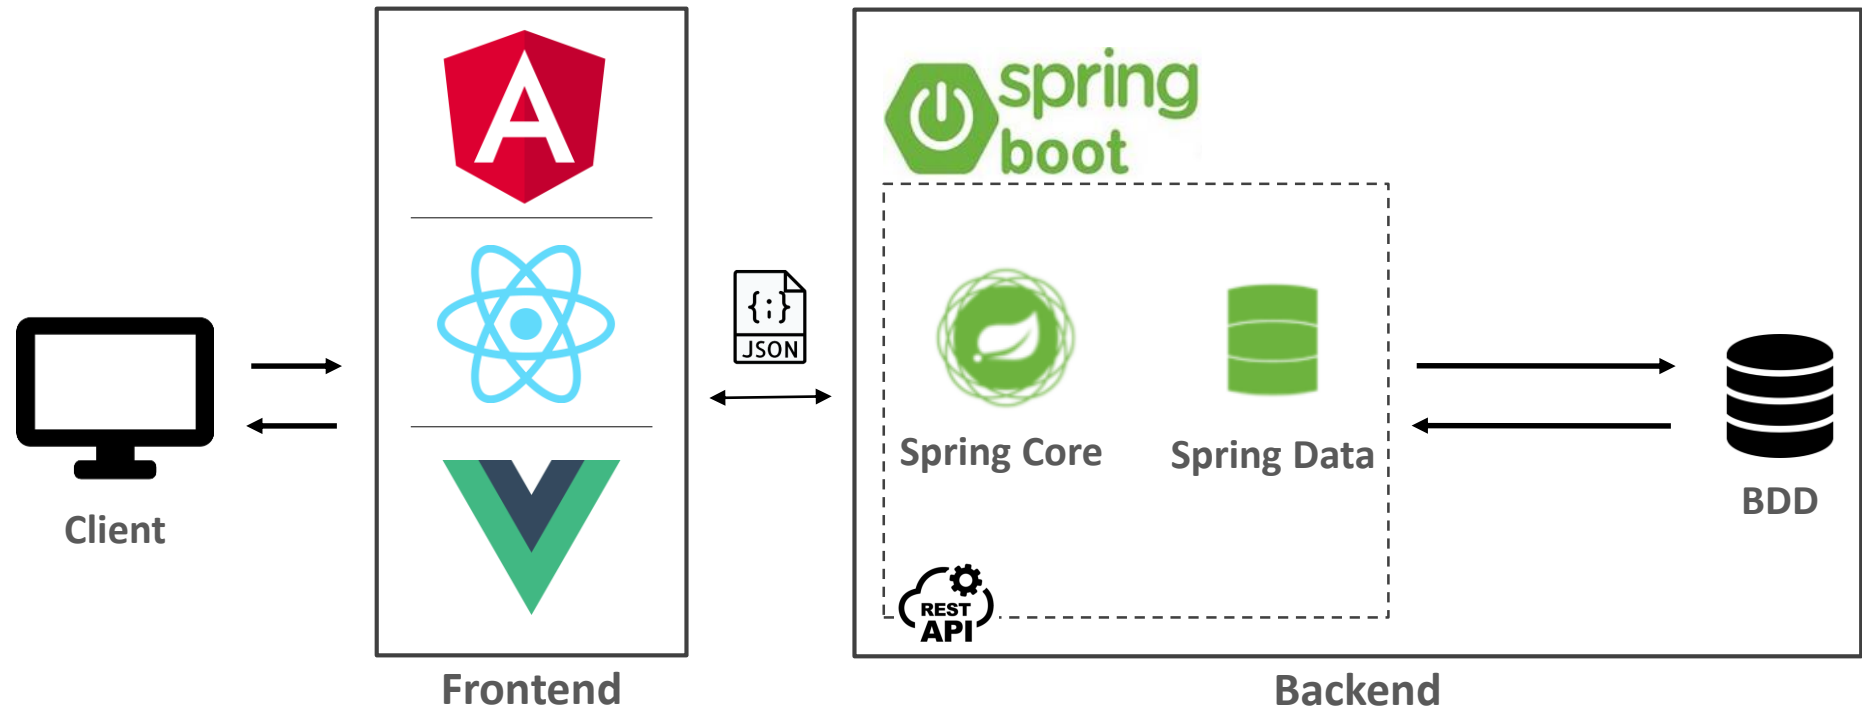 spring
boot
{;}
JSON
Spring Core
Spring Data
REST
API
Client
BDD
Frontend
Backend